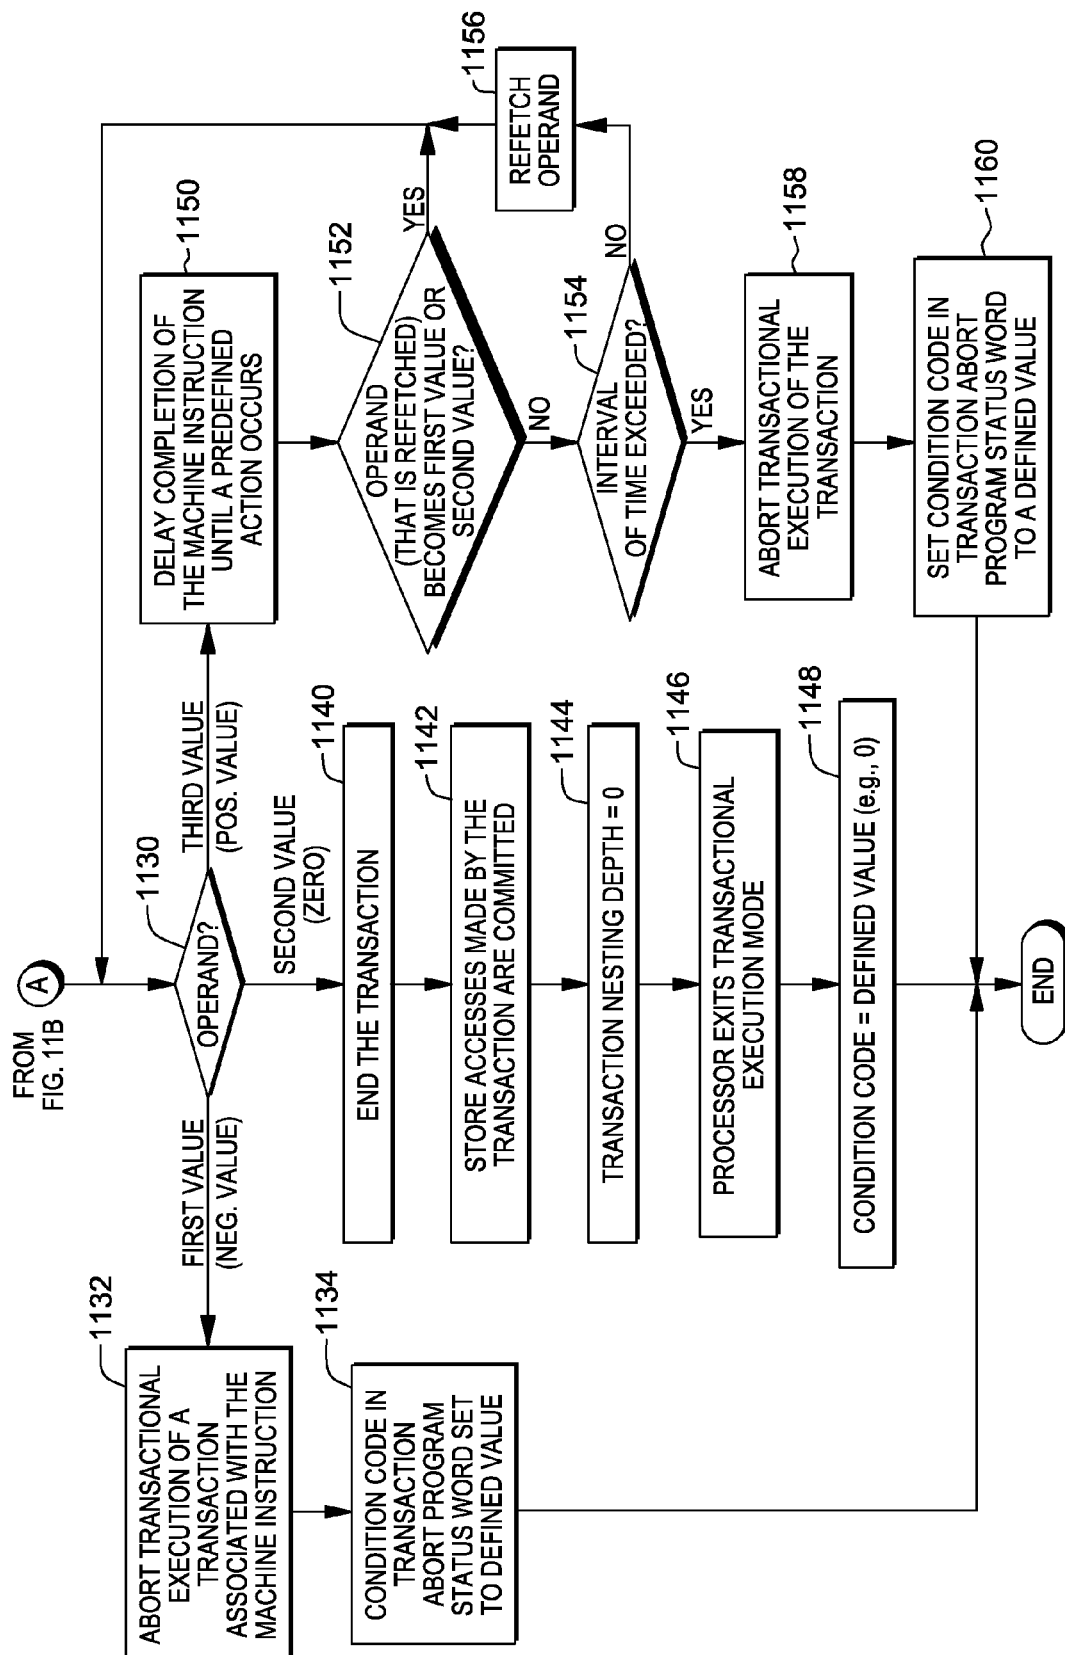 FROM
FIG. 11B
A
OPERAND?
1130
FIRST VALUE
(NEG. VALUE)
1132
ABORT TRANSACTIONAL
EXECUTION OF A
TRANSACTION
ASSOCIATED WITH THE
MACHINE INSTRUCTION
1134
CONDITION CODE IN
TRANSACTION
ABORT PROGRAM
STATUS WORD SET
TO DEFINED VALUE
SECOND VALUE
(ZERO)
1140
END THE TRANSACTION
1142
STORE ACCESSES MADE BY THE
TRANSACTION ARE COMMITTED
1144
TRANSACTION NESTING DEPTH = 0
1146
PROCESSOR EXITS TRANSACTIONAL
EXECUTION MODE
1148
CONDITION CODE = DEFINED VALUE (e.g., 0)
THIRD VALUE
(POS. VALUE)
1150
DELAY COMPLETION OF
THE MACHINE INSTRUCTION
UNTIL A PREDEFINED
ACTION OCCURS
1152
OPERAND
(THAT IS REFETCHED)
BECOMES FIRST VALUE OR
SECOND VALUE?
YES
NO
1154
INTERVAL
OF TIME EXCEEDED?
NO
YES
1156
REFETCH
OPERAND
1158
ABORT TRANSACTIONAL
EXECUTION OF THE
TRANSACTION
1160
SET CONDITION CODE IN
TRANSACTION ABORT
PROGRAM STATUS WORD
TO A DEFINED VALUE
END